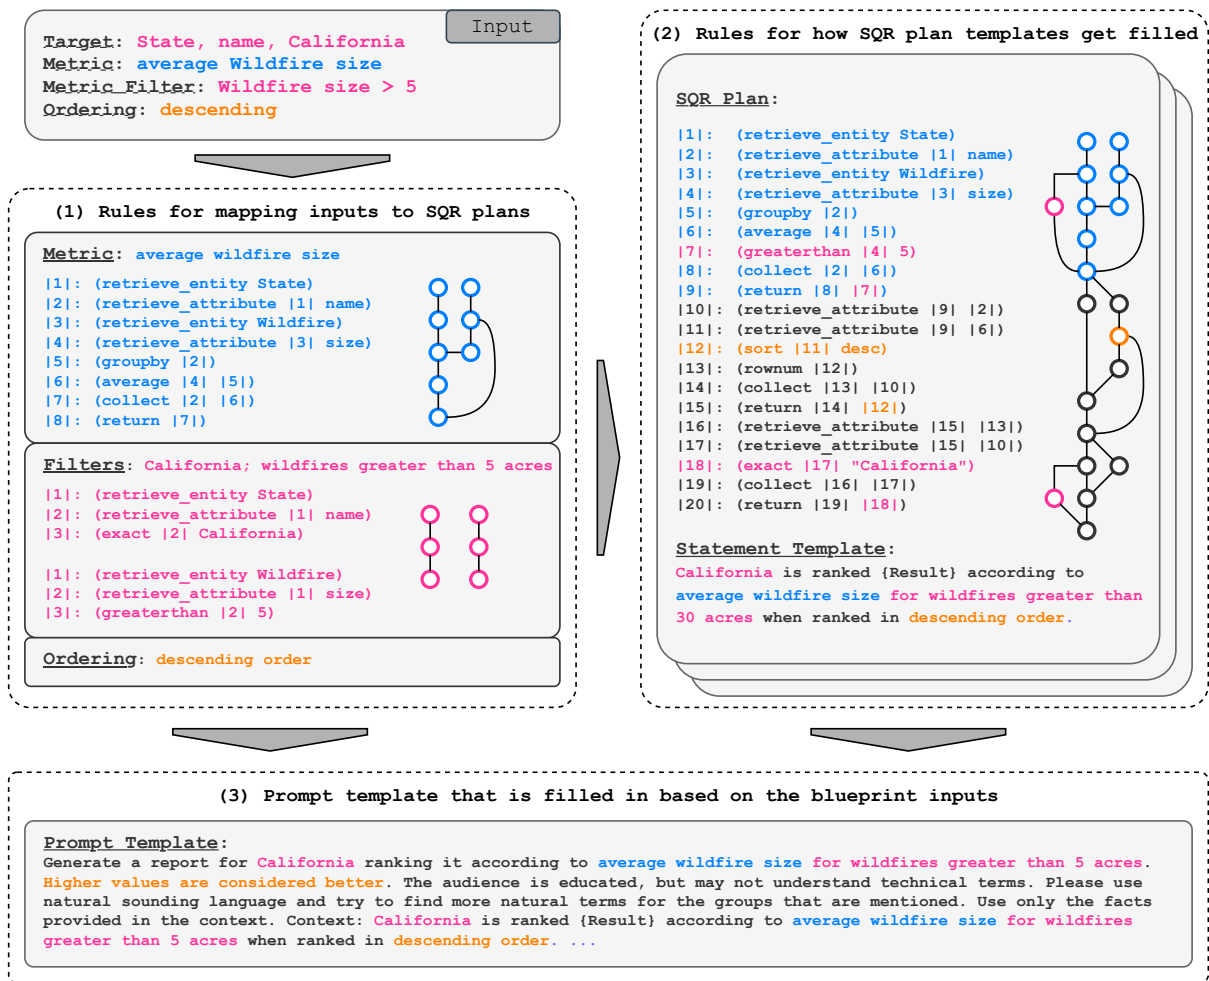 Input
Target: State, name, California
Metric: average Wildfire size
Metric Filter: Wildfire size > 5
Ordering: descending
(1) Rules for mapping inputs to SQR plans
Metric: average wildfire size
|1|: (retrieve_entity State)
|2|: (retrieve_attribute |1| name)
|3|: (retrieve_entity Wildfire)
|4|: (retrieve_attribute |3| size)
|5|: (groupby |2|)
|6|: (average |4| |5|)
|7|: (collect |2| |6|)
|8|: (return |7|)
Filters: California; wildfires greater than 5 acres
|1|: (retrieve_entity State)
|2|: (retrieve_attribute |1| name)
|3|: (exact |2| California)
|1|: (retrieve_entity Wildfire)
|2|: (retrieve_attribute |1| size)
|3|: (greaterthan |2| 5)
Ordering: descending order
(2) Rules for how SQR plan templates get filled
SQR Plan:
|1|: (retrieve_entity State)
|2|: (retrieve_attribute |1| name)
|3|: (retrieve_entity Wildfire)
|4|: (retrieve_attribute |3| size)
|5|: (groupby |2|)
|6|: (average |4| |5|)
|7|: (greaterthan |4| 5)
|8|: (collect |2| |6|)
|9|: (return |8| |7|)
|10|: (retrieve_attribute |9| |2|)
|11|: (retrieve_attribute |9| |6|)
|12|: (sort |11| desc)
|13|: (rownum |12|)
|14|: (collect |13| |10|)
|15|: (return |14| |12|)
|16|: (retrieve_attribute |15| |13|)
|17|: (retrieve_attribute |15| |10|)
|18|: (exact |17| "California")
|19|: (collect |16| |17|)
|20|: (return |19| |18|)
Statement Template:
California is ranked {Result} according to
average wildfire size for wildfires greater than
30 acres when ranked in descending order.
(3) Prompt template that is filled in based on the blueprint inputs
Prompt Template:
Generate a report for California ranking it according to average wildfire size for wildfires greater than 5 acres.
Higher values are considered better. The audience is educated, but may not understand technical terms. Please use
natural sounding language and try to find more natural terms for the groups that are mentioned. Use only the facts
provided in the context. Context: California is ranked {Result} according to average wildfire size for wildfires
greater than 5 acres when ranked in descending order. ...